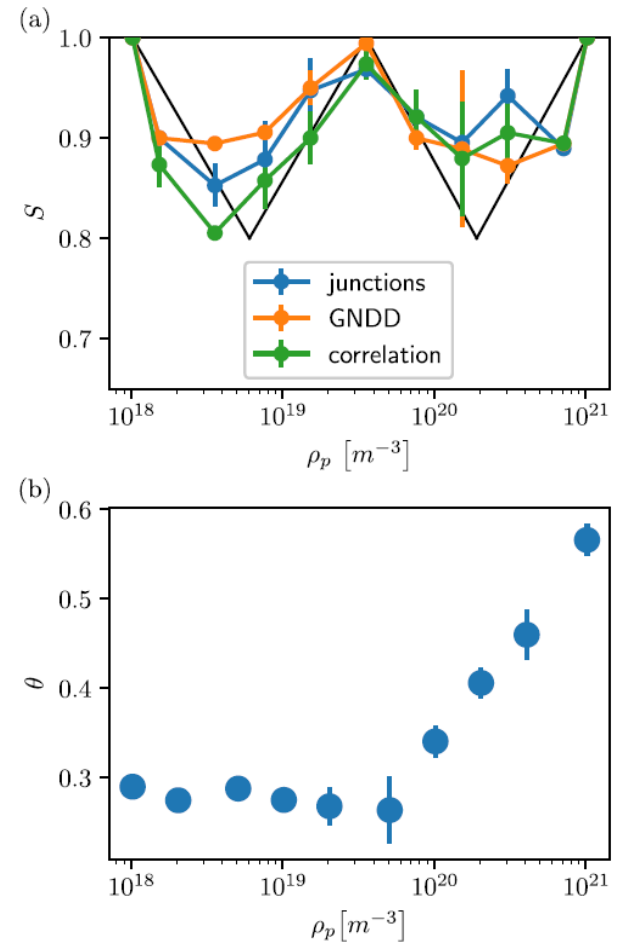 (a)
1.0
0.9
0.8
0.7
S
junctions
GNDD
correlation
10^18 10^19 10^20 10^21
ρ_p [m^−3]
(b)
0.6
0.5
0.4
0.3
θ
10^18 10^19 10^20 10^21
ρ_p[m^−3]